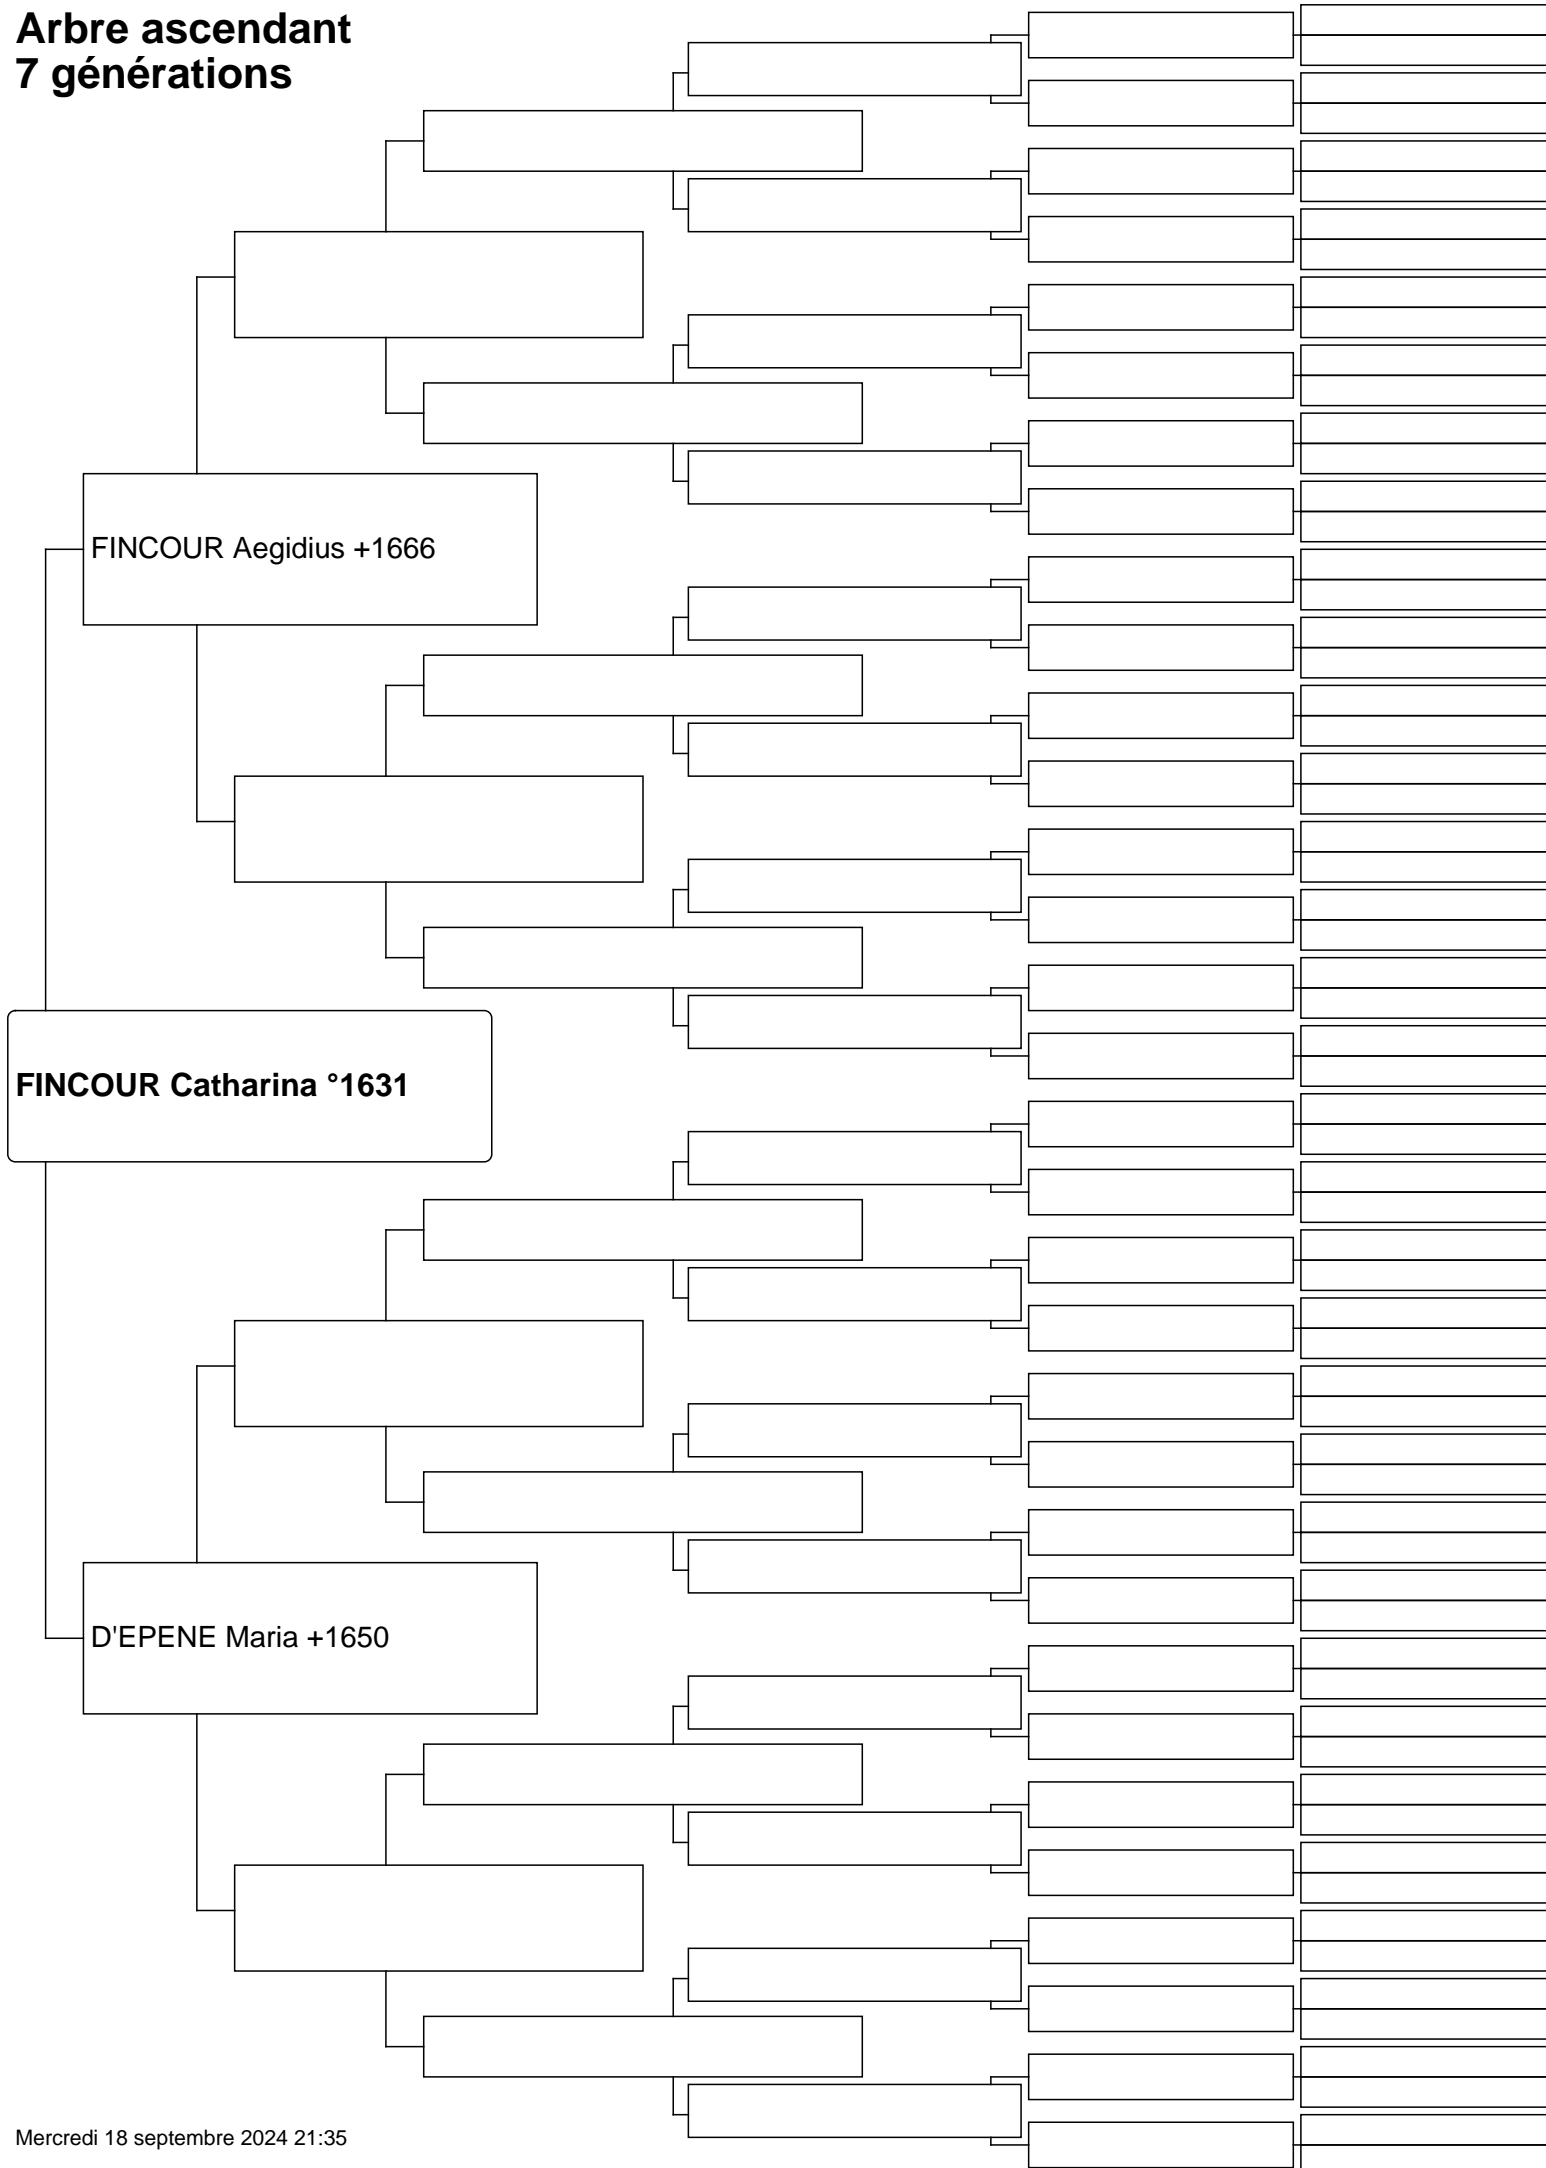 Arbre ascendant
7 générations
FINCOUR Aegidius +1666
FINCOUR Catharina °1631
D'EPENE Maria +1650
Mercredi 18 septembre 2024 21:35